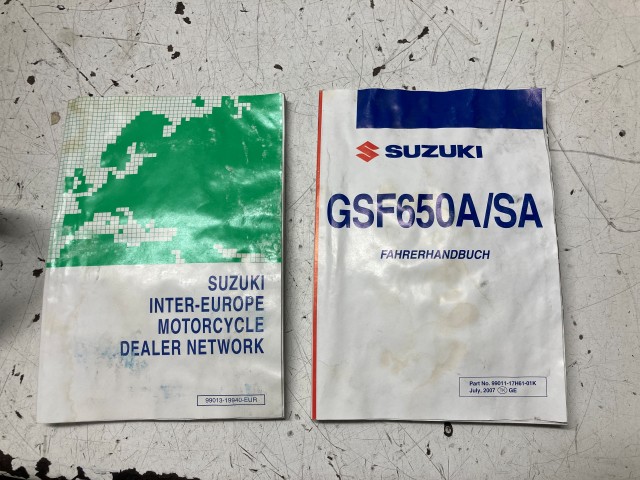 SUZUKI
INTER-EUROPE
MOTORCYCLE
DEALER NETWORK
99013-19940-EUR
SUZUKI
GSF650A/SA
FAHRERHANDBUCH
Part No. 99011-17H61-01K
July, 2007 TK GE